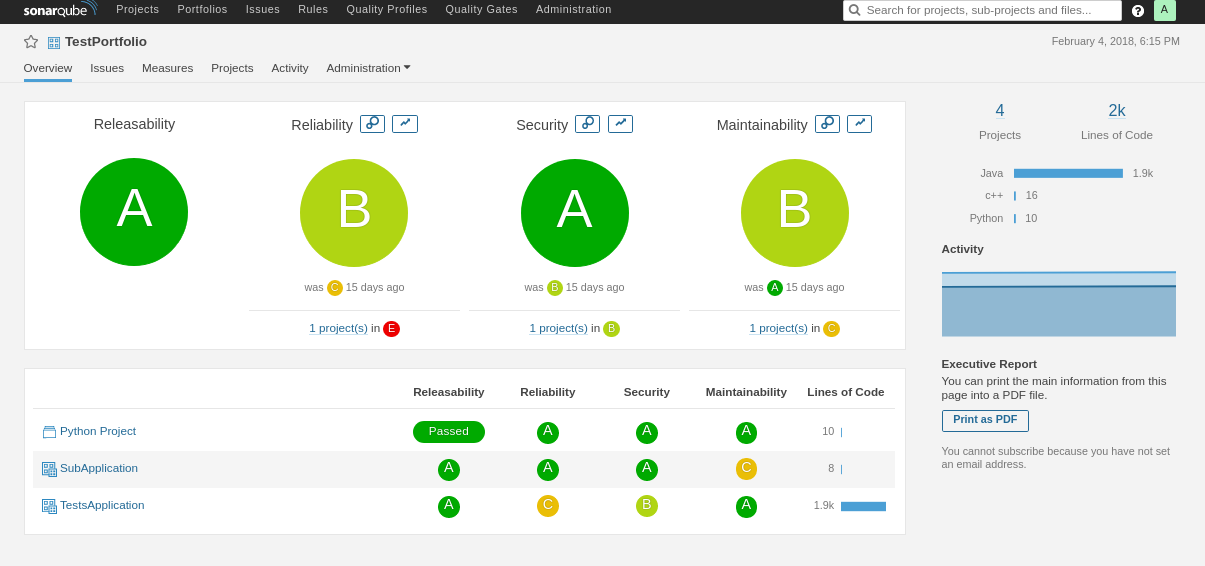 sonarqube Projects Portfolios Issues Rules Quality Profiles Quality Gates Administration Search for projects, sub-projects and files... ? A
TestPortfolio February 4, 2018, 6:15 PM
Overview Issues Measures Projects Activity Administration
Releasability Reliability Security Maintainability
A B A B
was C 15 days ago was B 15 days ago was A 15 days ago
1 project(s) in E 1 project(s) in B 1 project(s) in C
4 2k
Projects Lines of Code
Java 1.9k
c++ 16
Python 10
Activity
Executive Report
You can print the main information from this
page into a PDF file.
Print as PDF
You cannot subscribe because you have not set
an email address.
Releasability Reliability Security Maintainability Lines of Code
Python Project Passed A A A 10
SubApplication A A A C 8
TestsApplication A C B A 1.9k